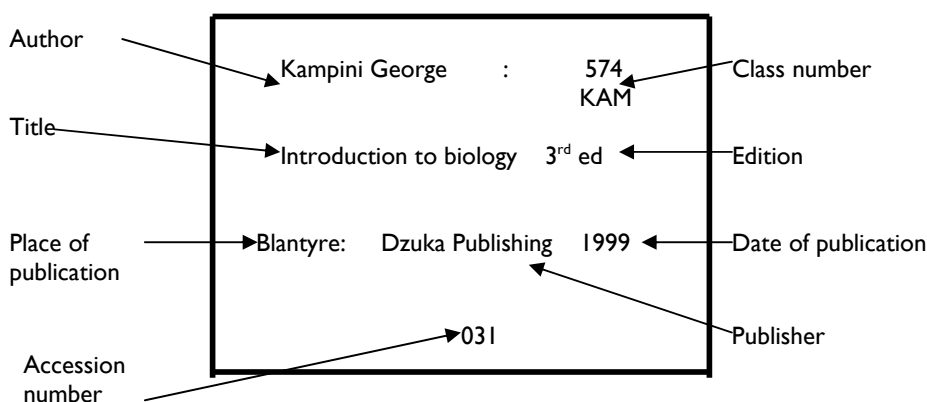 Author
Kampini George : 574 Class number
KAM
Title
Introduction to biology 3rd ed Edition
Place of publication
Blantyre: Dzuka Publishing 1999 Date of publication
031 Publisher
Accession
number